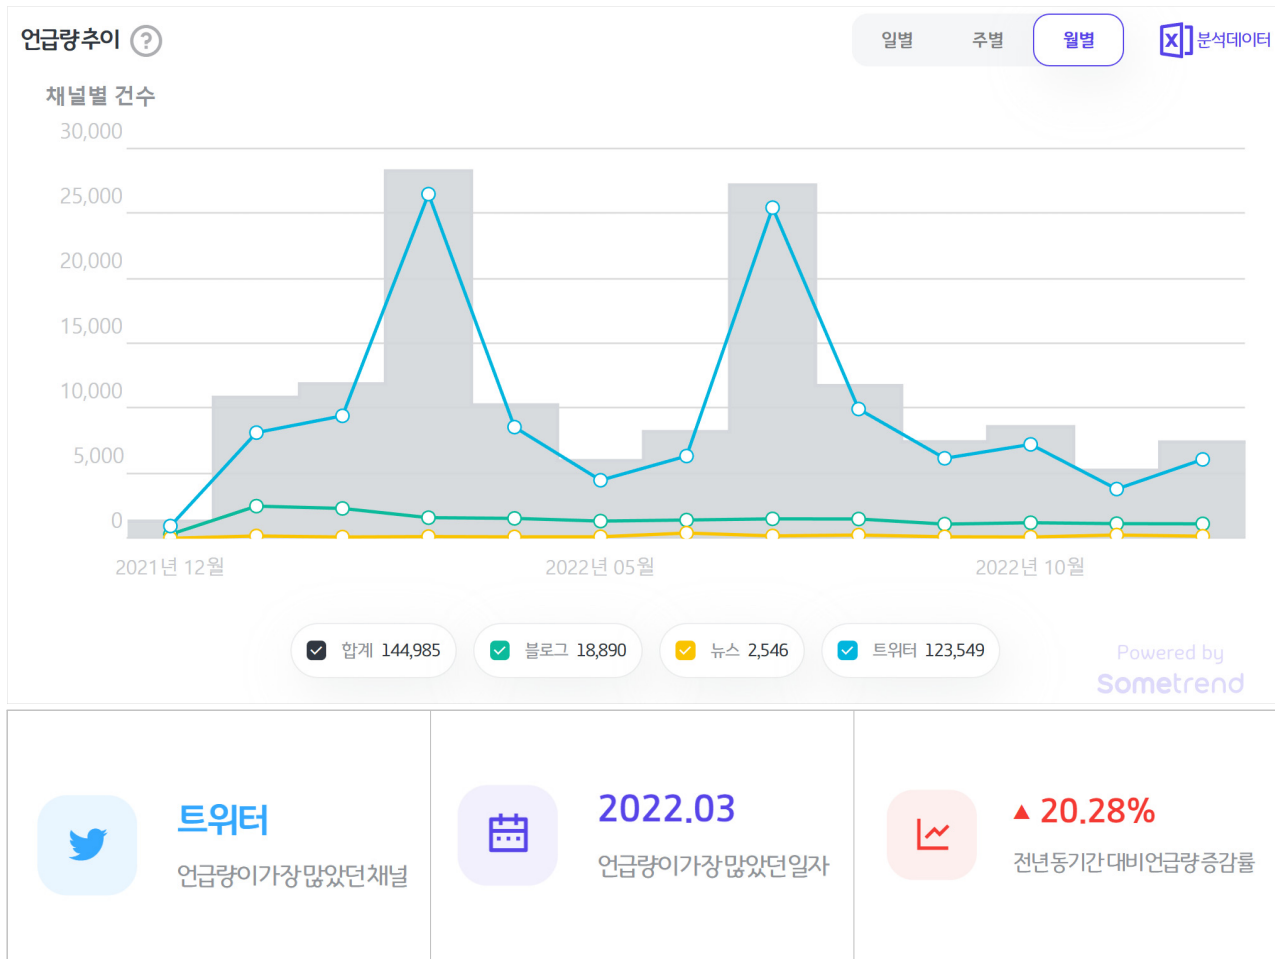 언급량 추이 ?
일별 주별 월별 X 분석데이터
채널별 건수
30,000
25,000
20,000
15,000
10,000
5,000
0
2021년 12월 2022년 05월 2022년 10월
합계 144,985 블로그 18,890 뉴스 2,546 트위터 123,549
Powered by
Sometrend
트위터
언급량이 가장 많았던 채널
2022.03
언급량이 가장 많았던 일자
▲ 20.28%
전년 동기간 대비 언급량 증감률